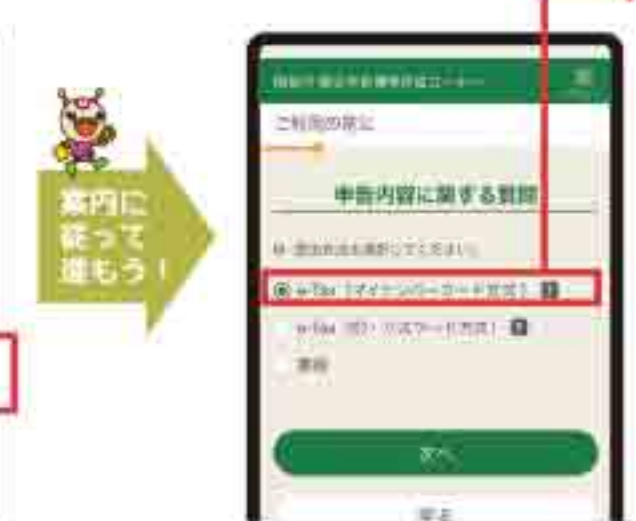 案内に
従って
進もう！
ご利用の常に
申告内容に関する質問
e-Tax（マイナンバーカード方式）
e-Tax（ID・パスワード方式）
書面
次へ
戻る